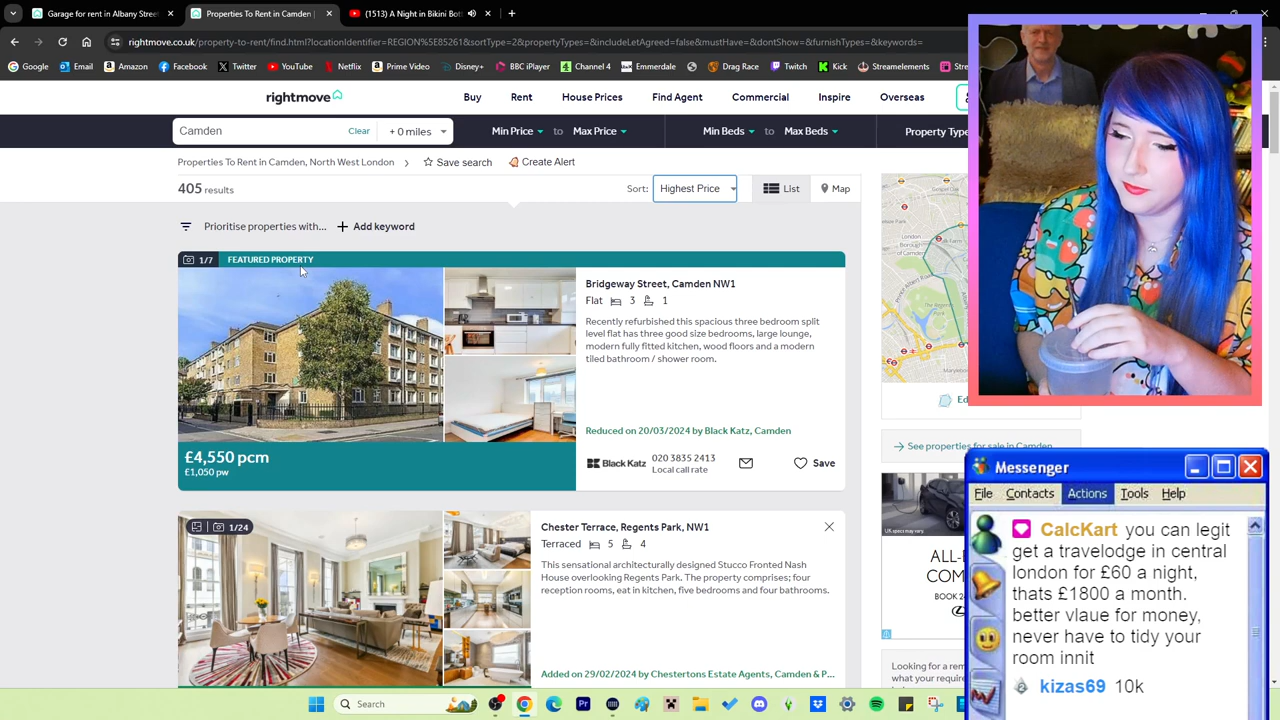 Garage for rent in Albany Street
Properties To Rent in Camden
(1513) A Night in Bikini Bot
rightmove.co.uk/property-to-rent/find.html?locationIdentifier=REGION%5E85261&sortType=2&propertyTypes=&includeLetAgreed=false&mustHave=&dontShow=&furnishTypes=&keywords=
Google Email Amazon Facebook Twitter YouTube Netflix Prime Video Disney+ BBC iPlayer Channel 4 Emmerdale Drag Race Twitch Kick Streamelements
rightmove
Buy Rent House Prices Find Agent Commercial Inspire Overseas
Camden Clear + 0 miles Min Price to Max Price Min Beds to Max Beds Property Type
Properties To Rent in Camden, North West London > Save search Create Alert
405 results Sort: Highest Price List Map
Prioritise properties with... Add keyword
1/7 FEATURED PROPERTY
Bridgeway Street, Camden NW1
Flat 3 1
Recently refurbished this spacious three bedroom split
level flat has three good size bedrooms, large lounge,
modern fully fitted kitchen, wood floors and a modern
tiled bathroom / shower room.
Reduced on 20/03/2024 by Black Katz, Camden
£4,550 pcm
£1,050 pw
Black Katz
020 3835 2413
Local call rate
Save
1/24
Chester Terrace, Regents Park, NW1
Terraced 5 4
This sensational architecturally designed Stucco Fronted Nash
House overlooking Regents Park. The property comprises; four
reception rooms, eat in kitchen, five bedrooms and four bathrooms.
Added on 29/02/2024 by Chestertons Estate Agents, Camden & P...
See properties for sale in Camden
UK specs may vary.
BOOK
Looking for a rem
what your require
Messenger
File Contacts Actions Tools Help
CalcKart you can legit
get a travelodge in central
london for £60 a night,
thats £1800 a month.
better vlaue for money,
never have to tidy your
room innit
kizas69 10k
Search